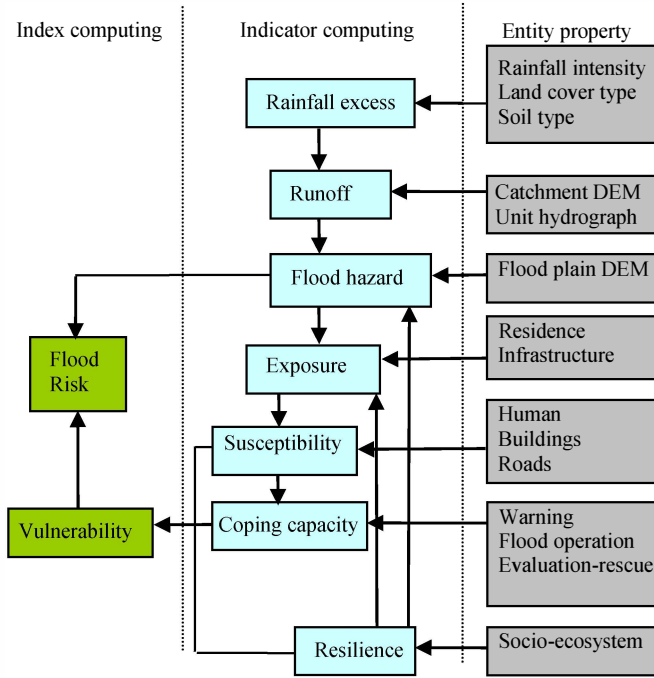 Index computing
Indicator computing
Entity property
Rainfall excess
Rainfall intensity
Land cover type
Soil type
Runoff
Catchment DEM
Unit hydrograph
Flood hazard
Flood plain DEM
Flood
Risk
Exposure
Residence
Infrastructure
Susceptibility
Human
Buildings
Roads
Vulnerability
Coping capacity
Warning
Flood operation
Evaluation-rescue
Resilience
Socio-ecosystem